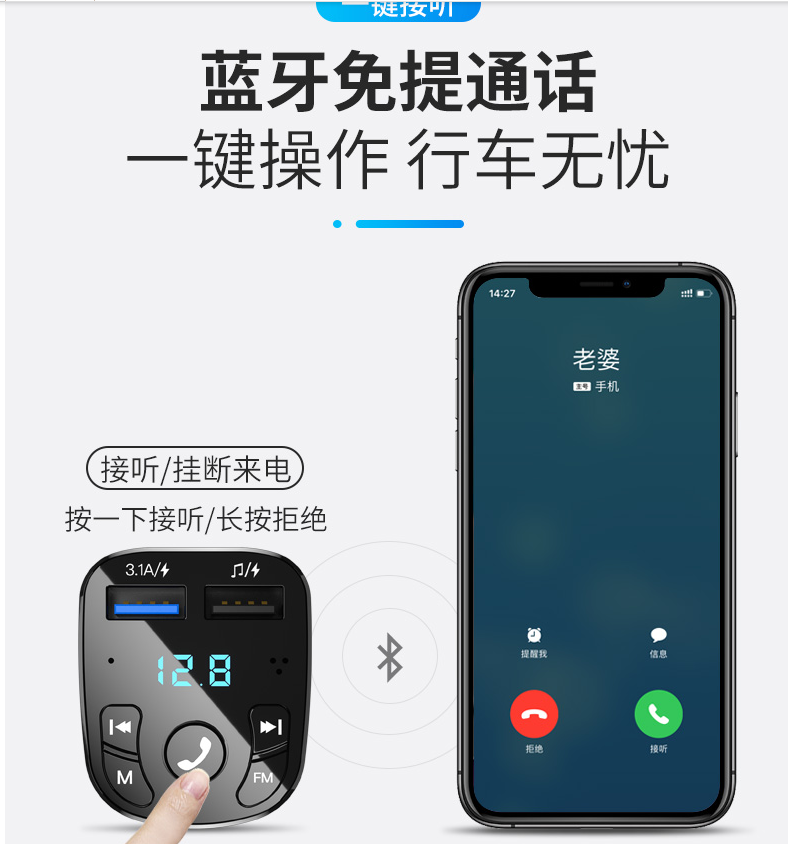 一键接听
蓝牙免提通话
一键操作 行车无忧
14:27
老婆
主号 手机
接听/挂断来电
按一下接听/长按拒绝
3.1A/
12.8
M
FM
提醒我
信息
拒绝
接听